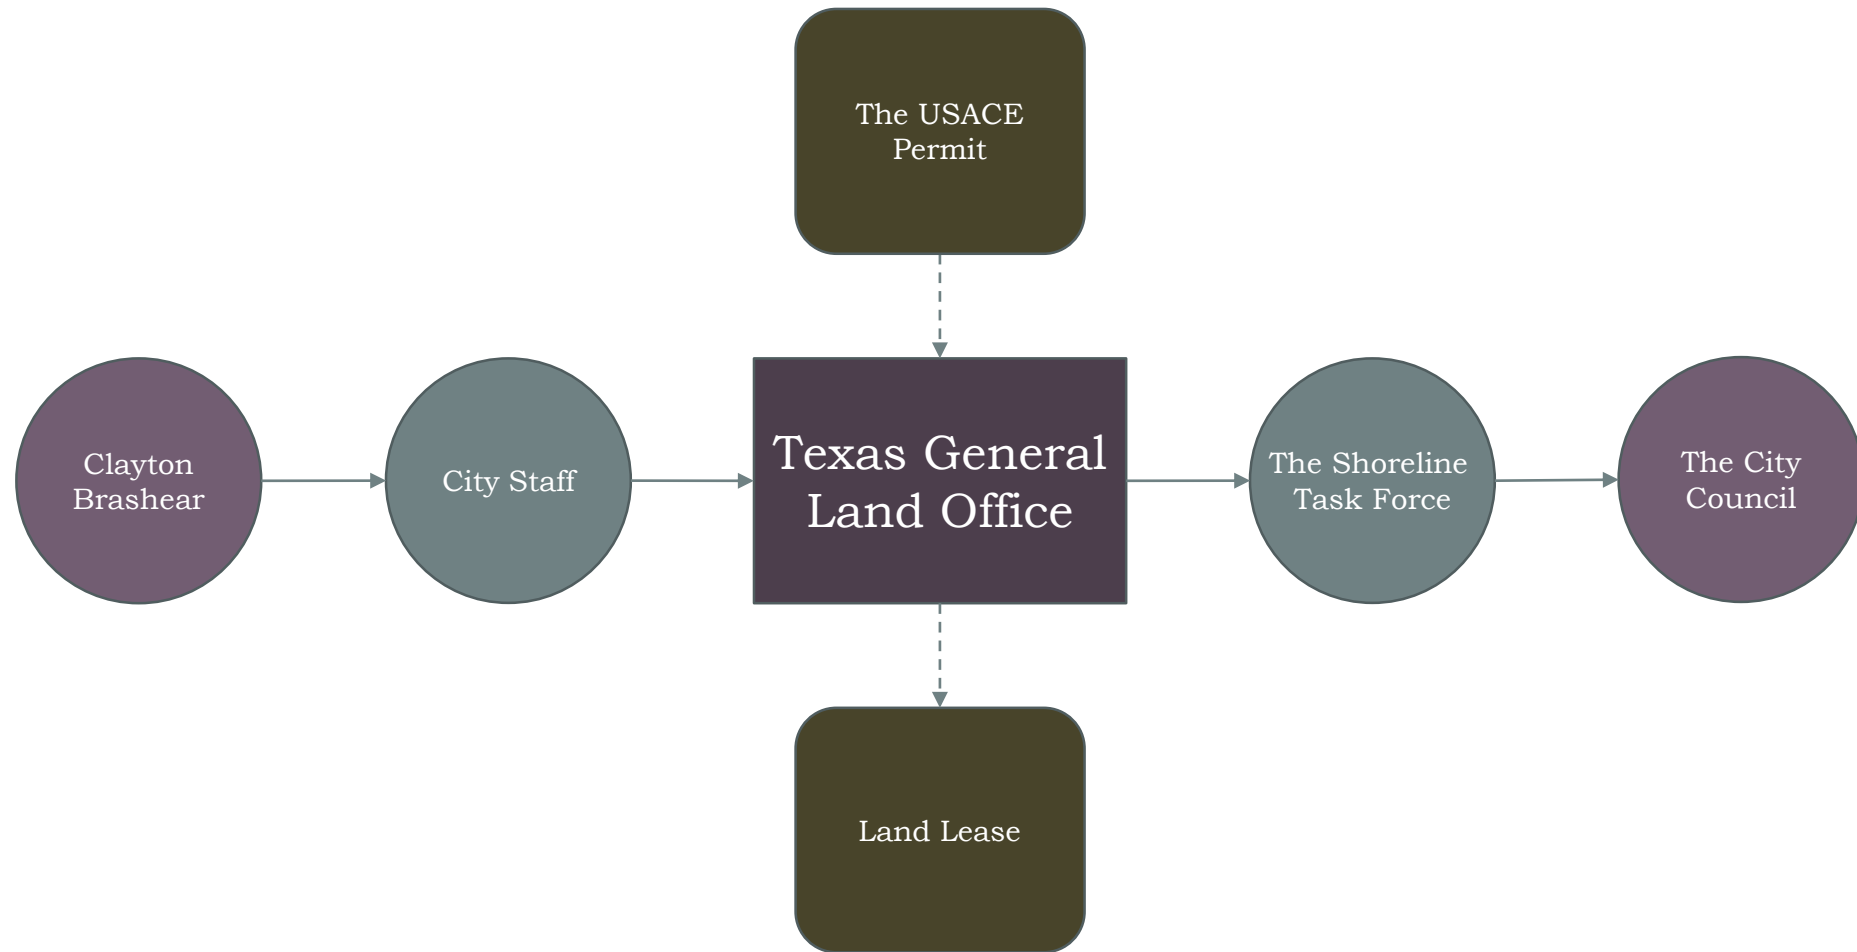 The USACE
Permit
Clayton
Brashear
City Staff
Texas General
Land Office
The Shoreline
Task Force
The City
Council
Land Lease